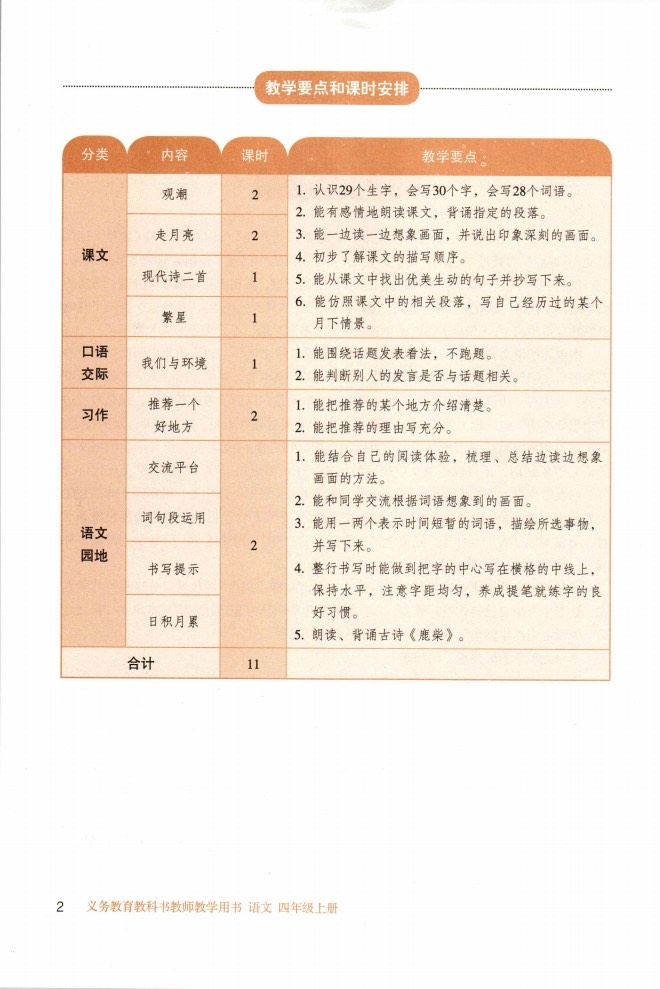 教学要点和课时安排
分类 内容 课时 教学要点
课文
观潮 2
走月亮 2
现代诗二首 1
繁星 1
1. 认识29个生字，会写30个字，会写28个词语。
2. 能有感情地朗读课文，背诵指定的段落。
3. 能一边读一边想象画面，并说出印象深刻的画面。
4. 初步了解课文的描写顺序。
5. 能从课文中找出优美生动的句子并抄写下来。
6. 能仿照课文中的相关段落，写自己经历过的某个
月下情景。
口语
交际
我们与环境 1
1. 能围绕话题发表看法，不跑题。
2. 能判断别人的发言是否与话题相关。
习作
推荐一个
好地方
2
1. 能把推荐的某个地方介绍清楚。
2. 能把推荐的理由写充分。
语文
园地
交流平台
词句段运用
书写提示
日积月累
2
1. 能结合自己的阅读体验，梳理、总结边读边想象
画面的方法。
2. 能和同学交流根据词语想象到的画面。
3. 能用一两个表示时间短暂的词语，描绘所选事物，
并写下来。
4. 整行书写时能做到把字的中心写在横格的中线上，
保持水平，注意字距均匀，养成提笔就练字的良
好习惯。
5. 朗读、背诵古诗《鹿柴》。
合计 11
2 义务教育教科书教师教学用书 语文 四年级上册